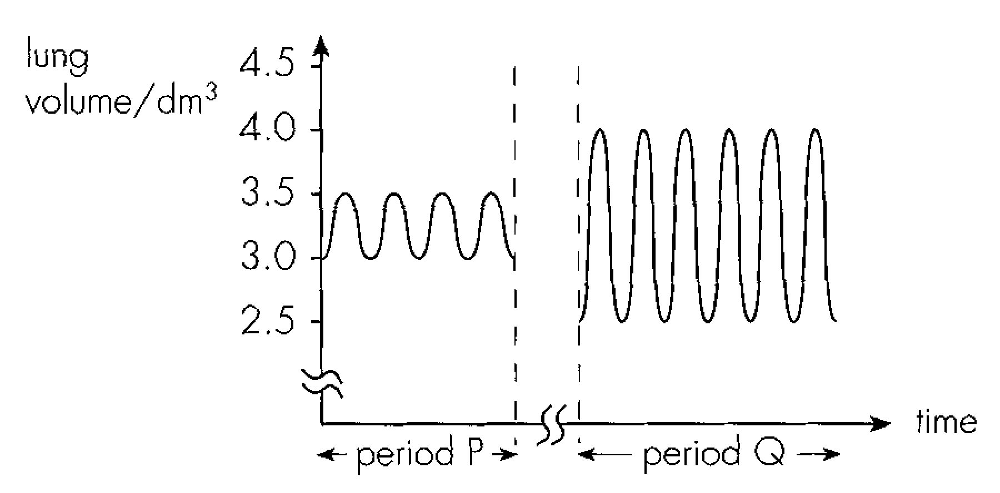 lung
volume/dm³
4.5
4.0
3.5
3.0
2.5
time
period P
period Q